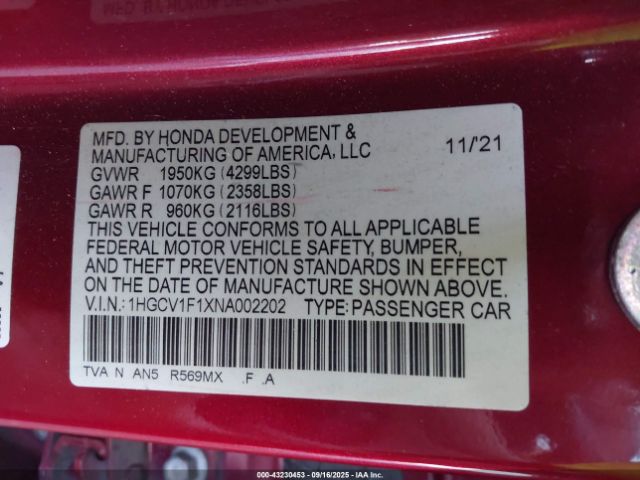 MFD. BY HONDA DEVELOPMENT &
MANUFACTURING OF AMERICA, LLC 11/'21
GVWR 1950KG (4299LBS)
GAWR F 1070KG (2358LBS)
GAWR R 960KG (2116LBS)
THIS VEHICLE CONFORMS TO ALL APPLICABLE
FEDERAL MOTOR VEHICLE SAFETY, BUMPER,
AND THEFT PREVENTION STANDARDS IN EFFECT
ON THE DATE OF MANUFACTURE SHOWN ABOVE.
V.I.N.: 1HGCV1F1XNA002202 TYPE: PASSENGER CAR
TVA N AN5 R569MX .F .A
000-43230453 - 09/16/2025 - IAA Inc.